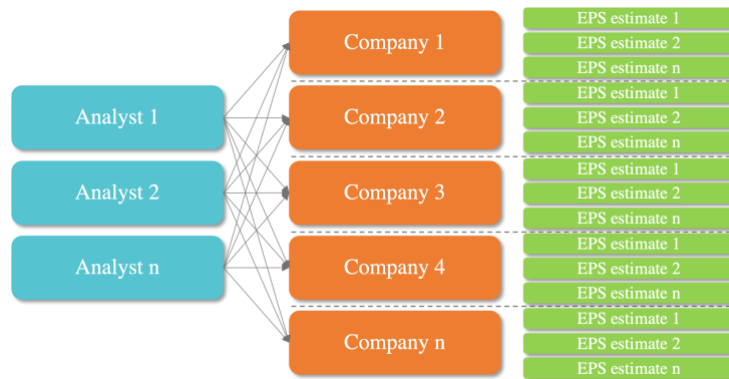 Analyst 1
Analyst 2
Analyst n
Company 1
Company 2
Company 3
Company 4
Company n
EPS estimate 1
EPS estimate 2
EPS estimate n
EPS estimate 1
EPS estimate 2
EPS estimate n
EPS estimate 1
EPS estimate 2
EPS estimate n
EPS estimate 1
EPS estimate 2
EPS estimate n
EPS estimate 1
EPS estimate 2
EPS estimate n